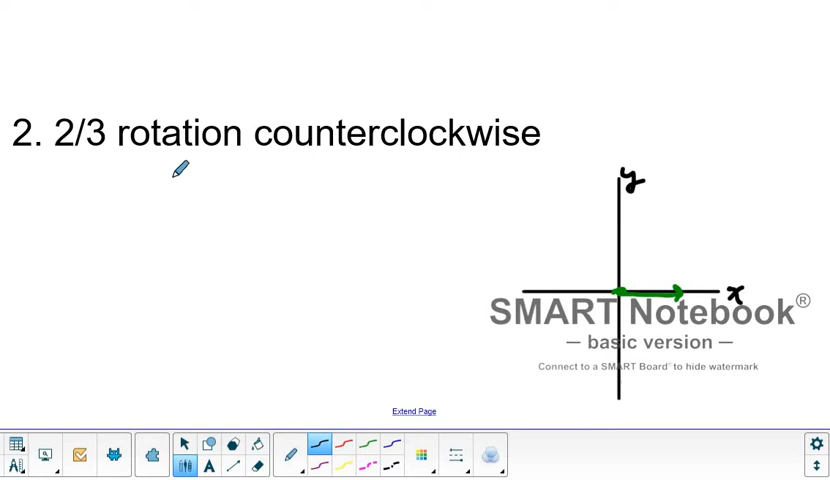 2. 2/3 rotation counterclockwise
y
x
SMART Notebook®
— basic version —
Connect to a SMART Board™ to hide watermark
Extend Page
A
A